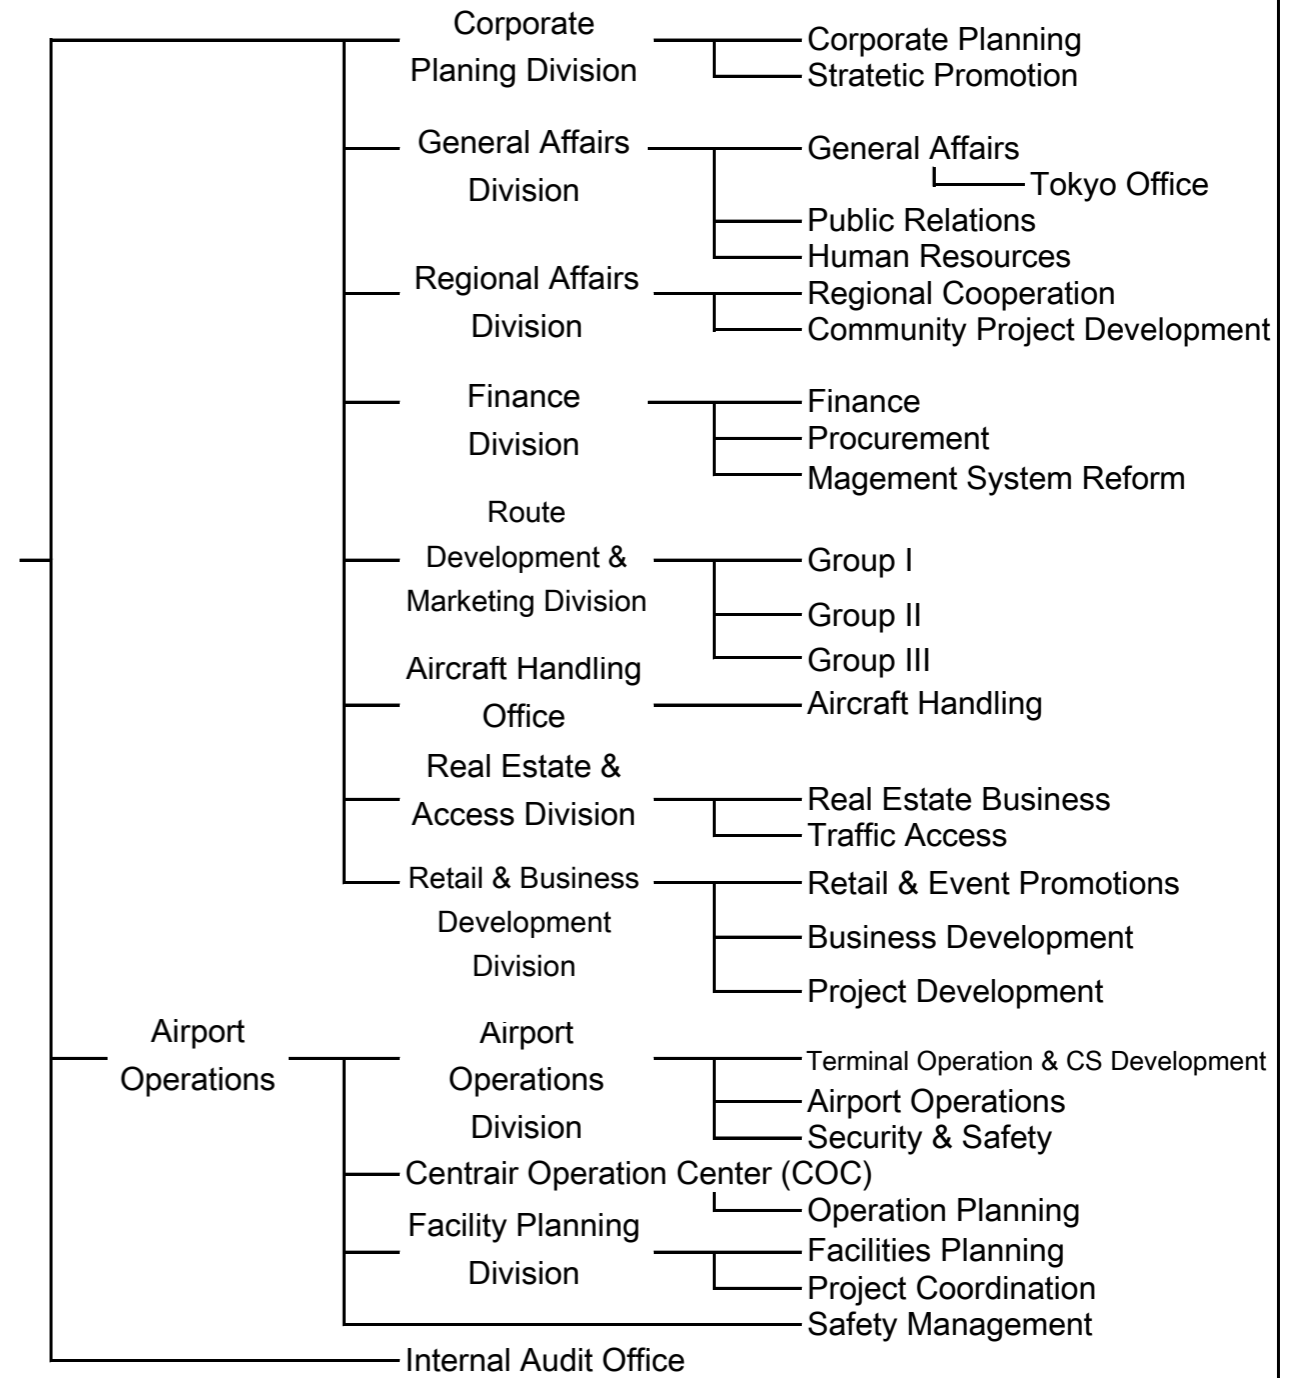 Corporate
Planing Division
Corporate Planning
Stratetic Promotion
General Affairs
Division
General Affairs
Tokyo Office
Public Relations
Human Resources
Regional Affairs
Division
Regional Cooperation
Community Project Development
Finance
Division
Finance
Procurement
Magement System Reform
Route
Development &
Marketing Division
Group I
Group II
Group III
Aircraft Handling
Office
Aircraft Handling
Real Estate &
Access Division
Real Estate Business
Traffic Access
Retail & Business
Development
Division
Retail & Event Promotions
Business Development
Project Development
Airport
Operations
Airport
Operations
Division
Terminal Operation & CS Development
Airport Operations
Security & Safety
Centrair Operation Center (COC)
Operation Planning
Facility Planning
Division
Facilities Planning
Project Coordination
Safety Management
Internal Audit Office